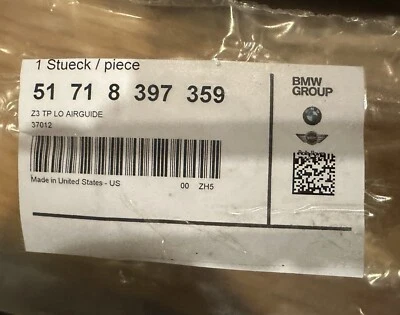 1 Stueck / piece
51 71 8 397 359
Z3 TP LO AIRGUIDE
37012
Made in United States - US 00 ZH5
BMW
GROUP